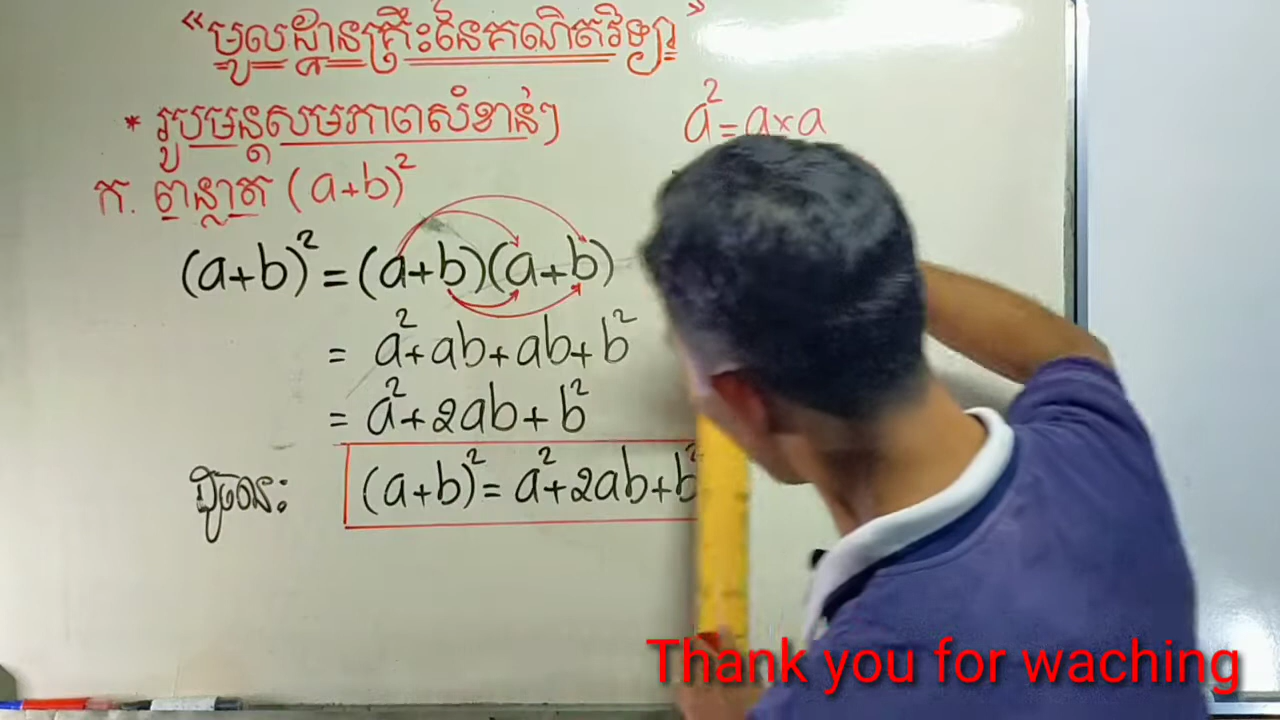 “មូលដ្ឋានគ្រឹះនៃគណិតវិទ្យា”
* រូបមន្តសមភាពសំខាន់ៗ
a² = a×a
ក. ពន្លាត (a+b)²
(a+b)² = (a+b)(a+b)
= a²+ab+ab+b²
= a²+2ab+b²
ដូចនេះ: (a+b)² = a²+2ab+b²
Thank you for waching